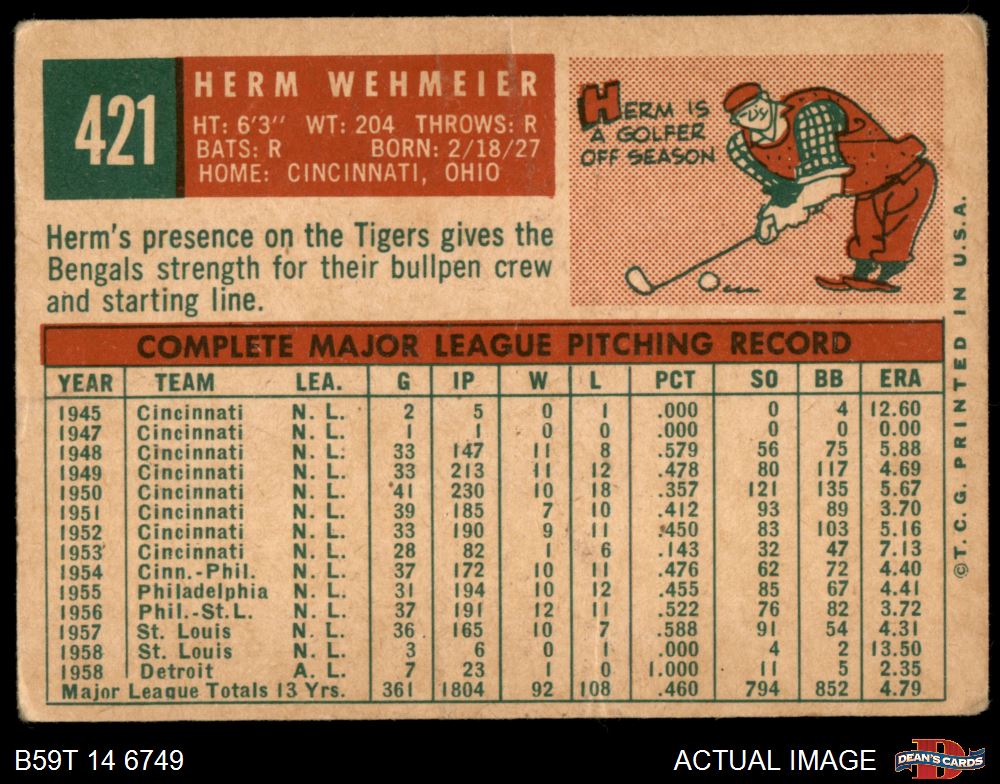 421
HERM WEHMEIER
HT: 6'3" WT: 204 THROWS: R
BATS: R BORN: 2/18/27
HOME: CINCINNATI, OHIO
HERM IS
A GOLFER
OFF SEASON
Herm's presence on the Tigers gives the
Bengals strength for their bullpen crew
and starting line.
COMPLETE MAJOR LEAGUE PITCHING RECORD
YEAR TEAM LEA. G IP W L PCT SO BB ERA
1945 Cincinnati N. L. 2 5 0 1 .000 0 4 12.60
1947 Cincinnati N. L. 1 1 0 0 .000 0 0 0.00
1948 Cincinnati N. L. 33 147 11 8 .579 56 75 5.88
1949 Cincinnati N. L. 33 213 11 12 .478 80 117 4.69
1950 Cincinnati N. L. 41 230 10 18 .357 121 135 5.67
1951 Cincinnati N. L. 39 185 7 10 .412 93 89 3.70
1952 Cincinnati N. L. 33 190 9 11 .450 83 103 5.16
1953 Cincinnati N. L. 28 82 1 6 .143 32 47 7.13
1954 Cinn.-Phil. N. L. 37 172 10 11 .476 62 72 4.40
1955 Philadelphia N. L. 31 194 10 12 .455 85 67 4.41
1956 Phil.-St.L. N. L. 37 191 12 11 .522 76 82 3.72
1957 St. Louis N. L. 36 165 10 7 .588 91 54 4.31
1958 St. Louis N. L. 3 6 0 1 .000 4 2 13.50
1958 Detroit A. L. 7 23 1 0 1.000 11 5 2.35
Major League Totals 13 Yrs. 361 1804 92 108 .460 794 852 4.79
©T.C.G. PRINTED IN U.S.A.
B59T 14 6749
ACTUAL IMAGE
D
DEAN'S CARDS